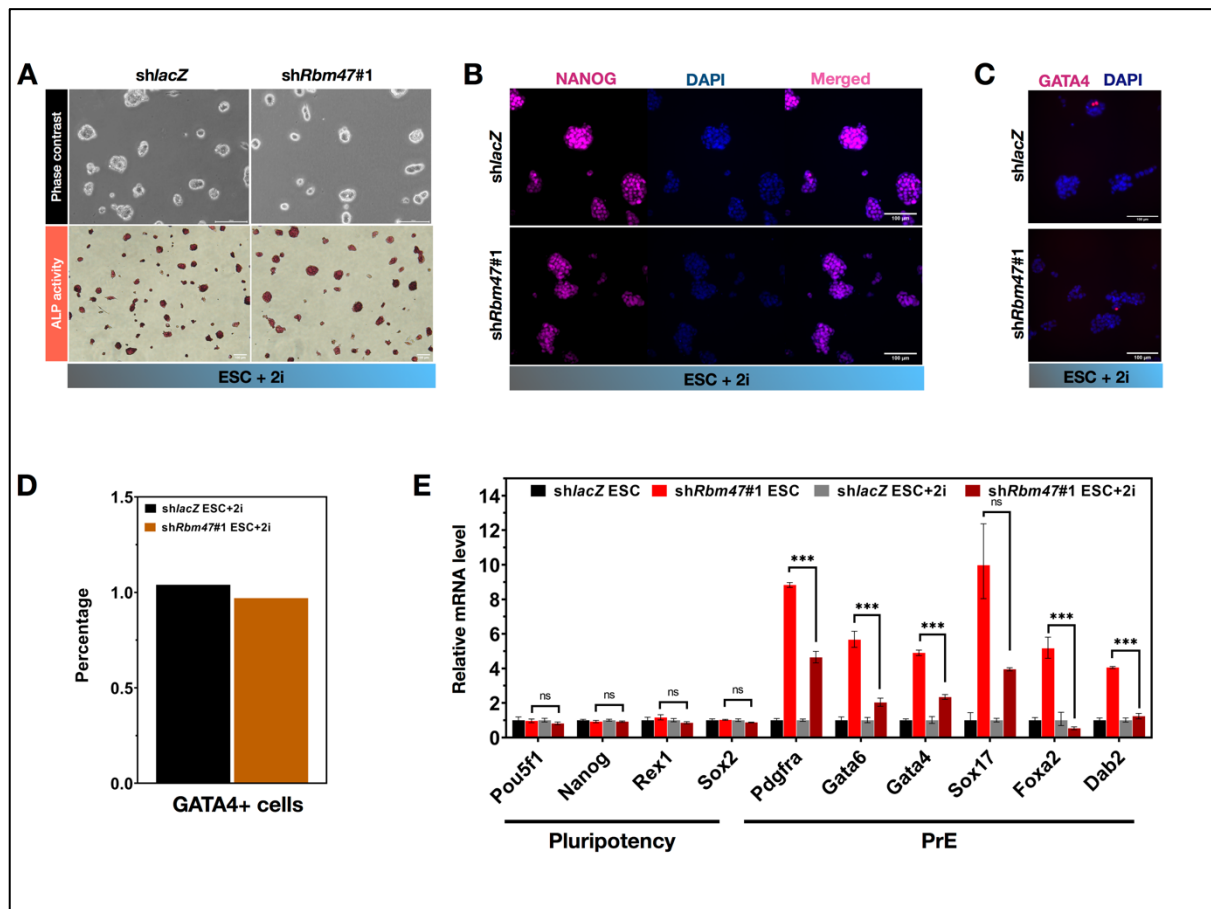 A
shlacZ
shRbm47#1
Phase contrast
ALP activity
ESC + 2i
B
NANOG
DAPI
Merged
shlacZ
100 µm
shRbm47#1
100 µm
ESC + 2i
C
GATA4 DAPI
shlacZ
100 µm
shRbm47#1
100 µm
ESC + 2i
D
1.5
shlacZ ESC+2i
shRbm47#1 ESC+2i
1.0
0.5
0.0
Percentage
GATA4+ cells
E
shlacZ ESC shRbm47#1 ESC shlacZ ESC+2i shRbm47#1 ESC+2i
14
12
10
8
6
4
2
0
Relative mRNA level
ns
ns
ns
ns
***
***
***
ns
***
***
Pou5f1
Nanog
Rex1
Sox2
Pdgfra
Gata6
Gata4
Sox17
Foxa2
Dab2
Pluripotency
PrE